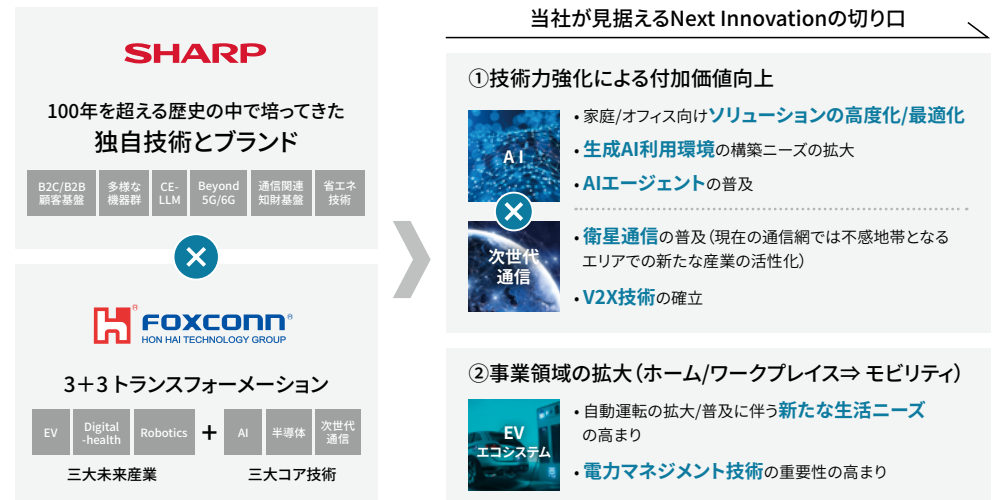 SHARP
100年を超える歴史の中で培ってきた
独自技術とブランド
B2C/B2B
顧客基盤
多様な
機器群
CE-
LLM
Beyond
5G/6G
通信関連
知財基盤
省エネ
技術
FOXCONN®
HON HAI TECHNOLOGY GROUP
3＋3トランスフォーメーション
EV
Digital
-health
Robotics
+
AI
半導体
次世代
通信
三大未来産業
三大コア技術
当社が見据えるNext Innovationの切り口
①技術力強化による付加価値向上
AI
・家庭/オフィス向けソリューションの高度化/最適化
・生成AI利用環境の構築ニーズの拡大
・AIエージェントの普及
次世代
通信
・衛星通信の普及（現在の通信網では不感地帯となる
エリアでの新たな産業の活性化）
・V2X技術の確立
②事業領域の拡大（ホーム/ワークプレイス⇒ モビリティ）
EV
エコシステム
・自動運転の拡大/普及に伴う新たな生活ニーズ
の高まり
・電力マネジメント技術の重要性の高まり